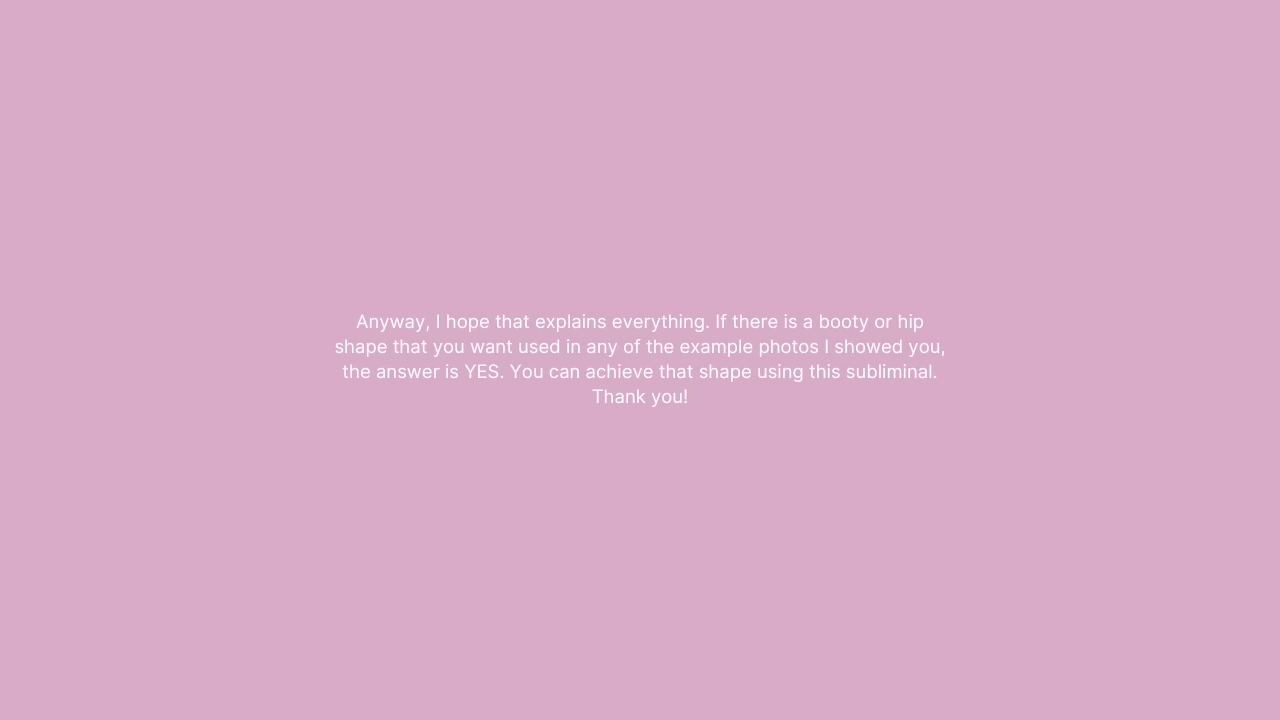 Anyway, I hope that explains everything. If there is a booty or hip
shape that you want used in any of the example photos I showed you,
the answer is YES. You can achieve that shape using this subliminal.
Thank you!